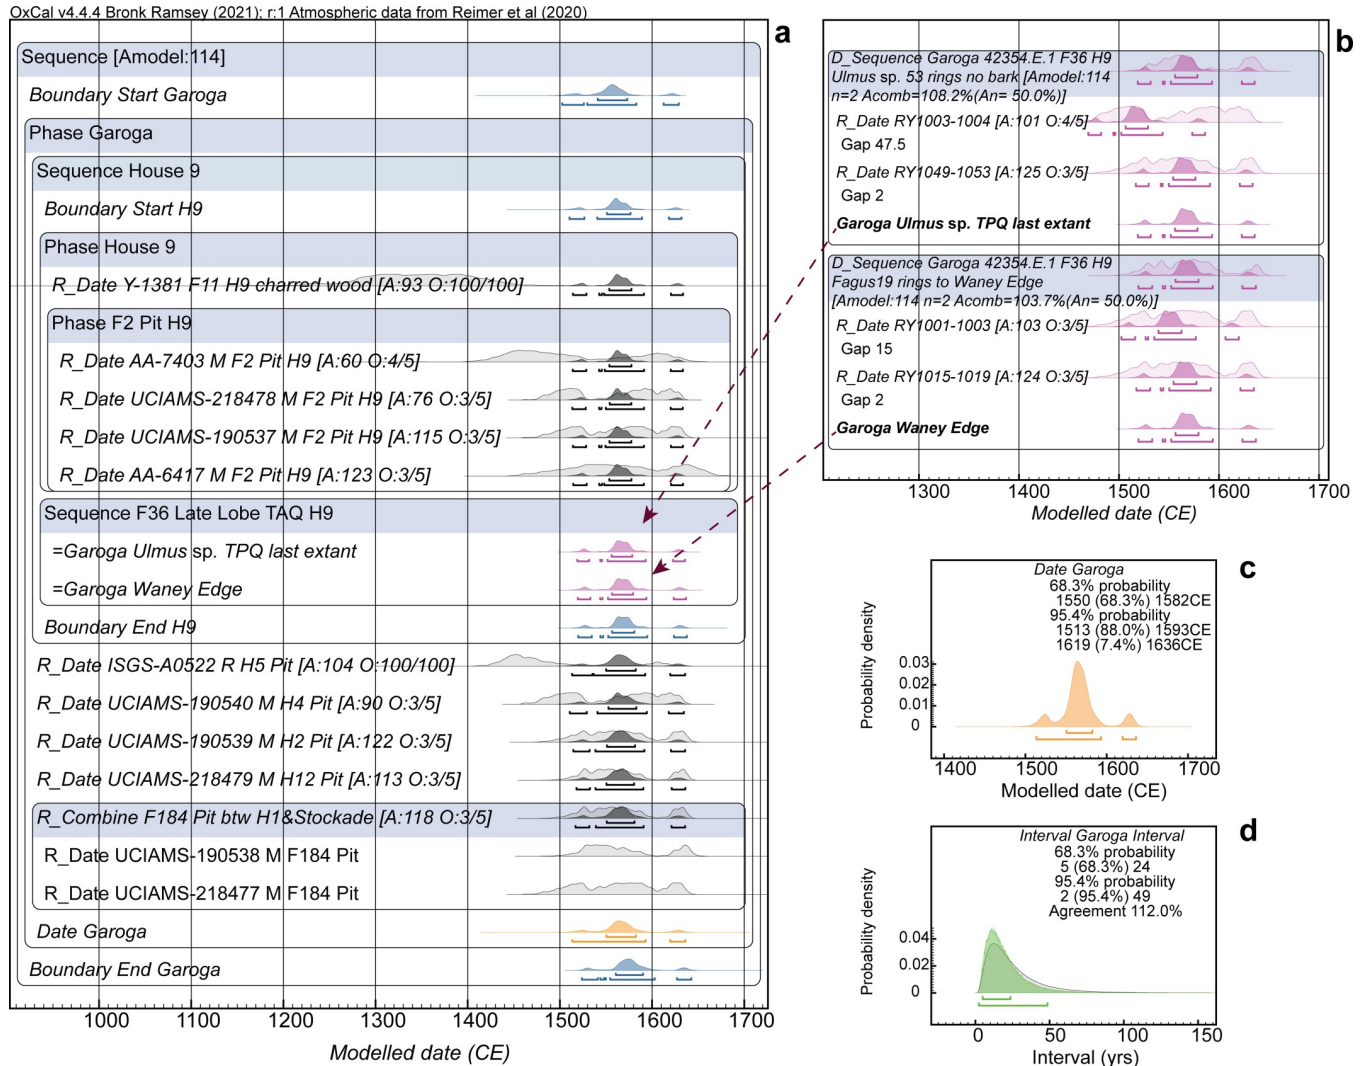 OxCal v4.4.4 Bronk Ramsey (2021); r:1 Atmospheric data from Reimer et al (2020)
a
Sequence [Amodel:114]
Boundary Start Garoga
Phase Garoga
Sequence House 9
Boundary Start H9
Phase House 9
R_Date Y-1381 F11 H9 charred wood [A:93 O:100/100]
Phase F2 Pit H9
R_Date AA-7403 M F2 Pit H9 [A:60 O:4/5]
R_Date UCIAMS-218478 M F2 Pit H9 [A:76 O:3/5]
R_Date UCIAMS-190537 M F2 Pit H9 [A:115 O:3/5]
R_Date AA-6417 M F2 Pit H9 [A:123 O:3/5]
Sequence F36 Late Lobe TAQ H9
=Garoga Ulmus sp. TPQ last extant
=Garoga Waney Edge
Boundary End H9
R_Date ISGS-A0522 R H5 Pit [A:104 O:100/100]
R_Date UCIAMS-190540 M H4 Pit [A:90 O:3/5]
R_Date UCIAMS-190539 M H2 Pit [A:122 O:3/5]
R_Date UCIAMS-218479 M H12 Pit [A:113 O:3/5]
R_Combine F184 Pit btw H1&Stockade [A:118 O:3/5]
R_Date UCIAMS-190538 M F184 Pit
R_Date UCIAMS-218477 M F184 Pit
Date Garoga
Boundary End Garoga
1000 1100 1200 1300 1400 1500 1600 1700
Modelled date (CE)
b
D_Sequence Garoga 42354.E.1 F36 H9
Ulmus sp. 53 rings no bark [Amodel:114
n=2 Acomb=108.2%(An= 50.0%)]
R_Date RY1003-1004 [A:101 O:4/5]
Gap 47.5
R_Date RY1049-1053 [A:125 O:3/5]
Gap 2
Garoga Ulmus sp. TPQ last extant
D_Sequence Garoga 42354.E.1 F36 H9
Fagus19 rings to Waney Edge
[Amodel:114 n=2 Acomb=103.7%(An= 50.0%)]
R_Date RY1001-1003 [A:103 O:3/5]
Gap 15
R_Date RY1015-1019 [A:124 O:3/5]
Gap 2
Garoga Waney Edge
1300 1400 1500 1600 1700
Modelled date (CE)
c
Date Garoga
68.3% probability
1550 (68.3%) 1582CE
95.4% probability
1513 (88.0%) 1593CE
1619 (7.4%) 1636CE
Probability density
0.03
0.02
0.01
0
1400 1500 1600 1700
Modelled date (CE)
d
Interval Garoga Interval
68.3% probability
5 (68.3%) 24
95.4% probability
2 (95.4%) 49
Agreement 112.0%
Probability density
0.04
0.02
0
0 50 100 150
Interval (yrs)